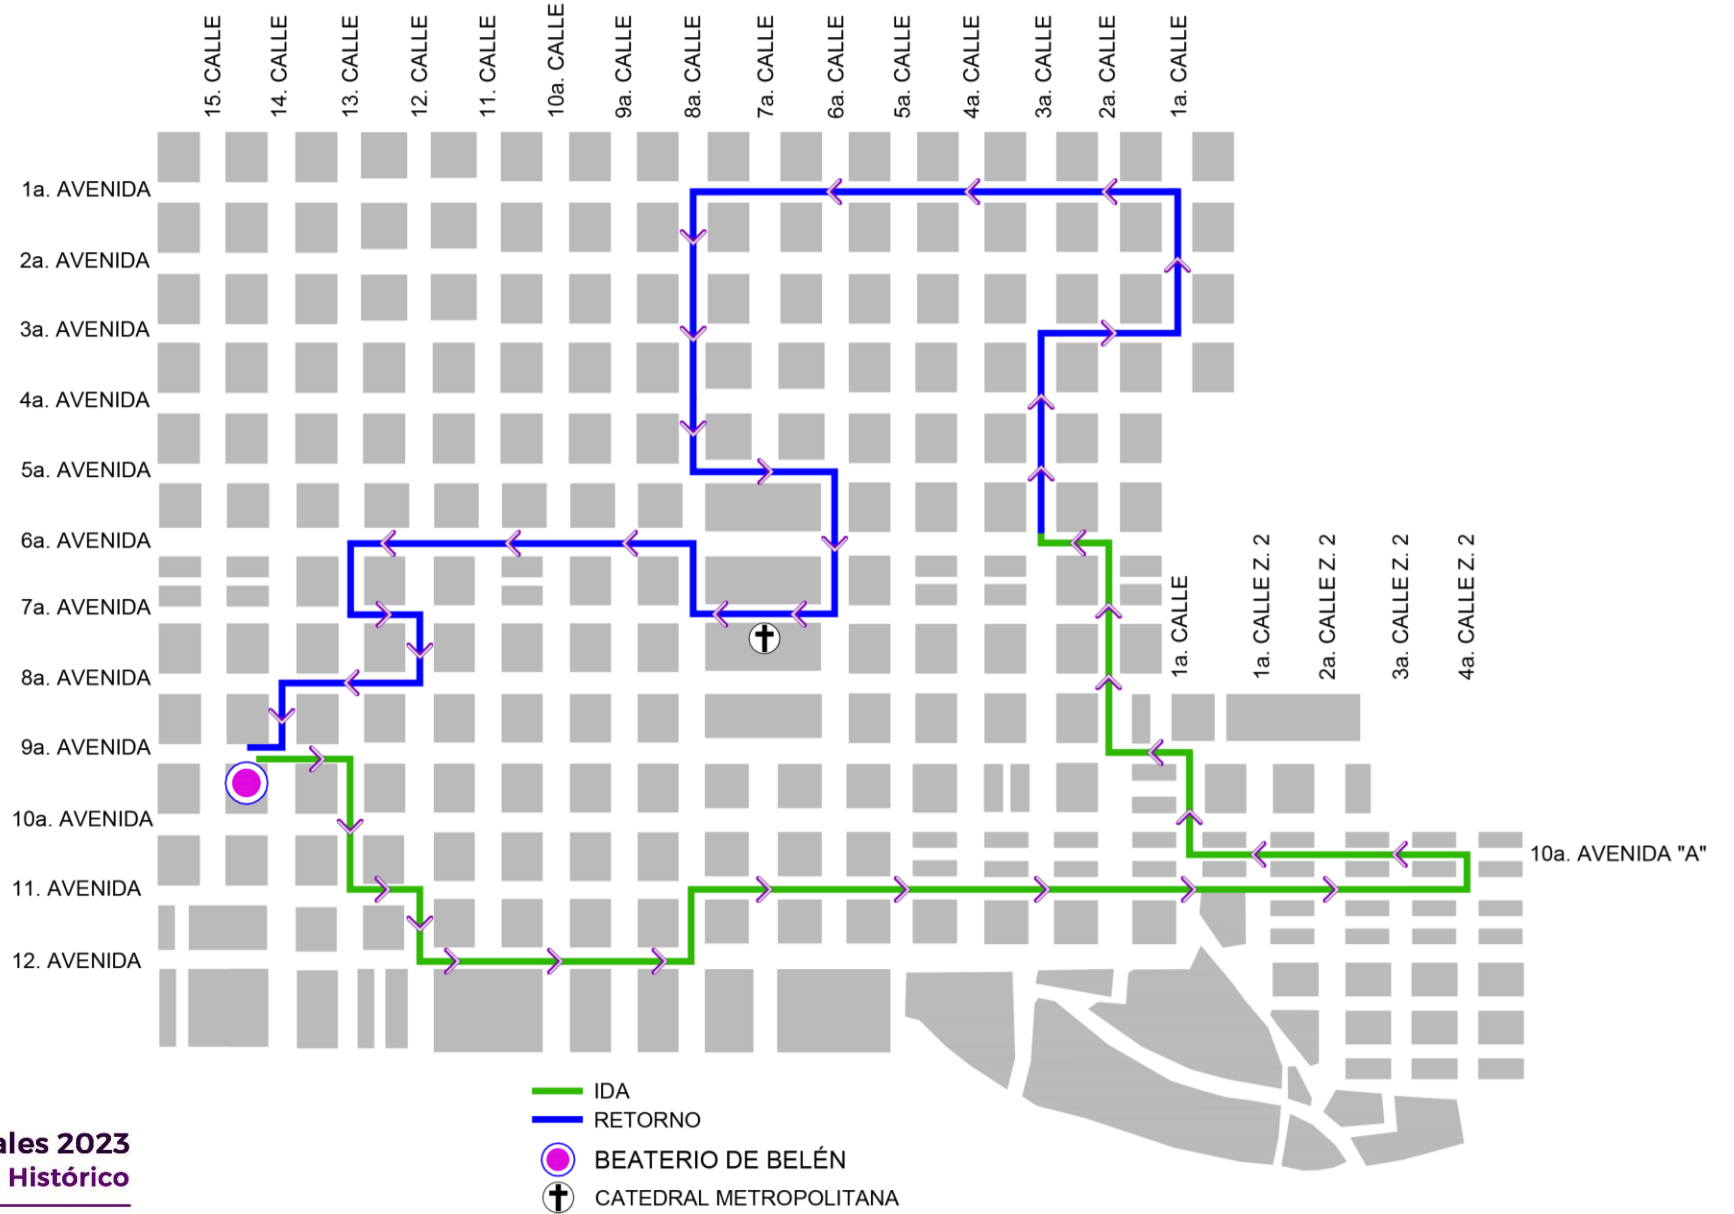 15. CALLE
14. CALLE
13. CALLE
12. CALLE
11. CALLE
10a. CALLE
9a. CALLE
8a. CALLE
7a. CALLE
6a. CALLE
5a. CALLE
4a. CALLE
3a. CALLE
2a. CALLE
1a. CALLE
1a. AVENIDA
2a. AVENIDA
3a. AVENIDA
4a. AVENIDA
5a. AVENIDA
6a. AVENIDA
7a. AVENIDA
8a. AVENIDA
9a. AVENIDA
10a. AVENIDA
11. AVENIDA
12. AVENIDA
1a. CALLE
1a. CALLE Z. 2
2a. CALLE Z. 2
3a. CALLE Z. 2
4a. CALLE Z. 2
10a. AVENIDA "A"
IDA
RETORNO
BEATERIO DE BELÉN
CATEDRAL METROPOLITANA
ales 2023
Histórico